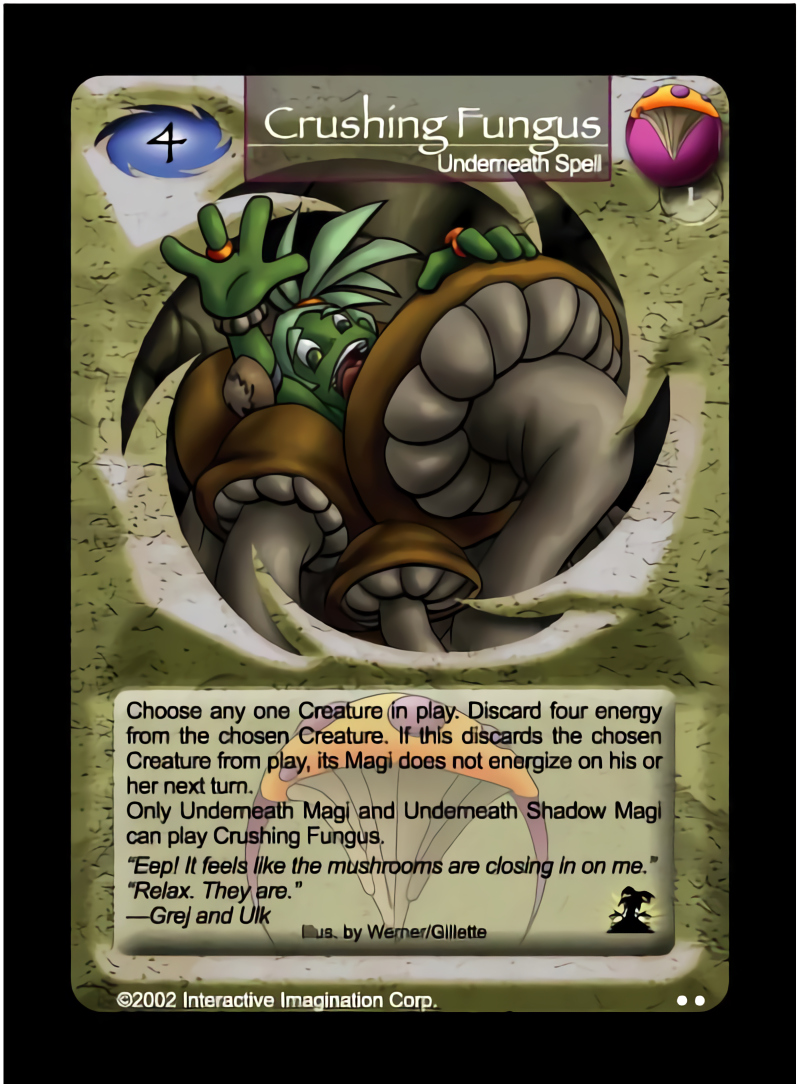 4
Crushing Fungus
Underneath Spell
1
Choose any one Creature in play. Discard four energy
from the chosen Creature. If this discards the chosen
Creature from play, its Magi does not energize on his or
her next turn.
Only Underneath Magi and Underneath Shadow Magi
can play Crushing Fungus.
“Eep! It feels like the mushrooms are closing in on me.”
“Relax. They are.”
—Grej and Ulk
Illus. by Werner/Gillette
©2002 Interactive Imagination Corp.